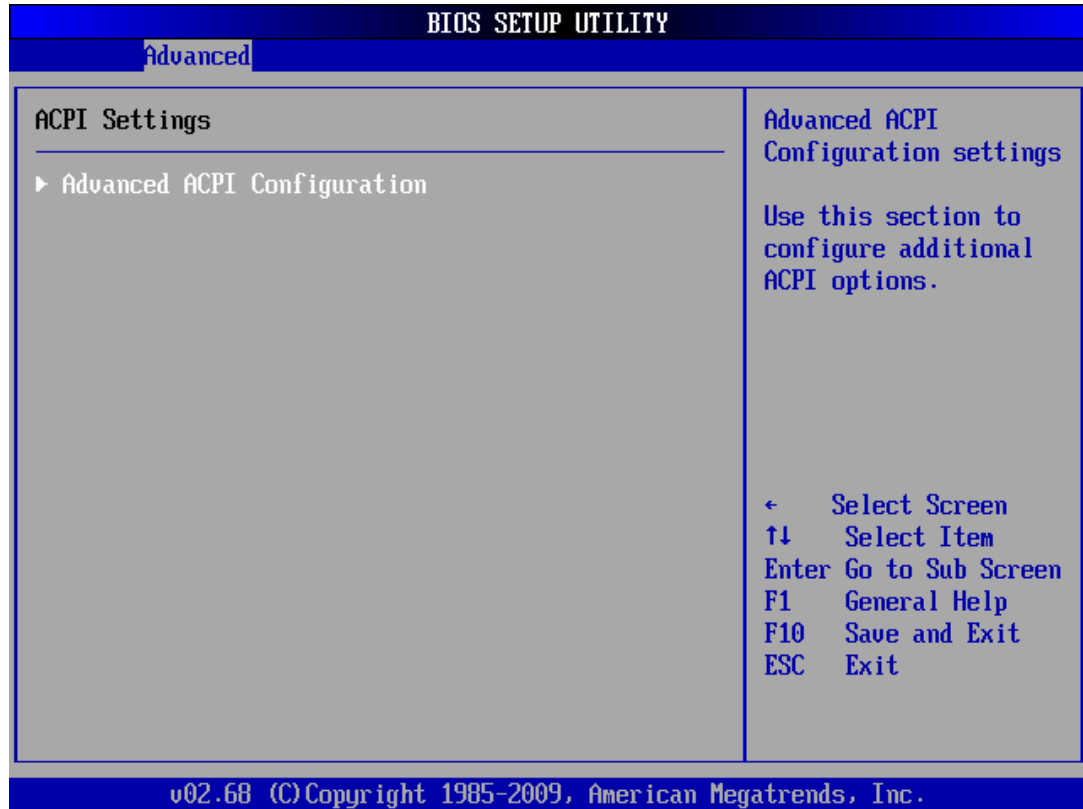 BIOS SETUP UTILITY
Advanced
ACPI Settings
▶ Advanced ACPI Configuration
Advanced ACPI
Configuration settings
Use this section to
configure additional
ACPI options.
← Select Screen
↑↓ Select Item
Enter Go to Sub Screen
F1 General Help
F10 Save and Exit
ESC Exit
v02.68 (C)Copyright 1985-2009, American Megatrends, Inc.